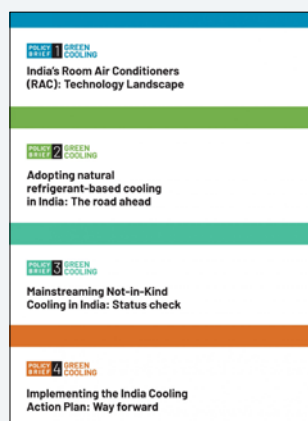 POLICY BRIEF 1 GREEN COOLING
India's Room Air Conditioners
(RAC): Technology Landscape
POLICY BRIEF 2 GREEN COOLING
Adopting natural
refrigerant-based cooling
in India: The road ahead
POLICY BRIEF 3 GREEN COOLING
Mainstreaming Not-in-Kind
Cooling in India: Status check
POLICY BRIEF 4 GREEN COOLING
Implementing the India Cooling
Action Plan: Way forward